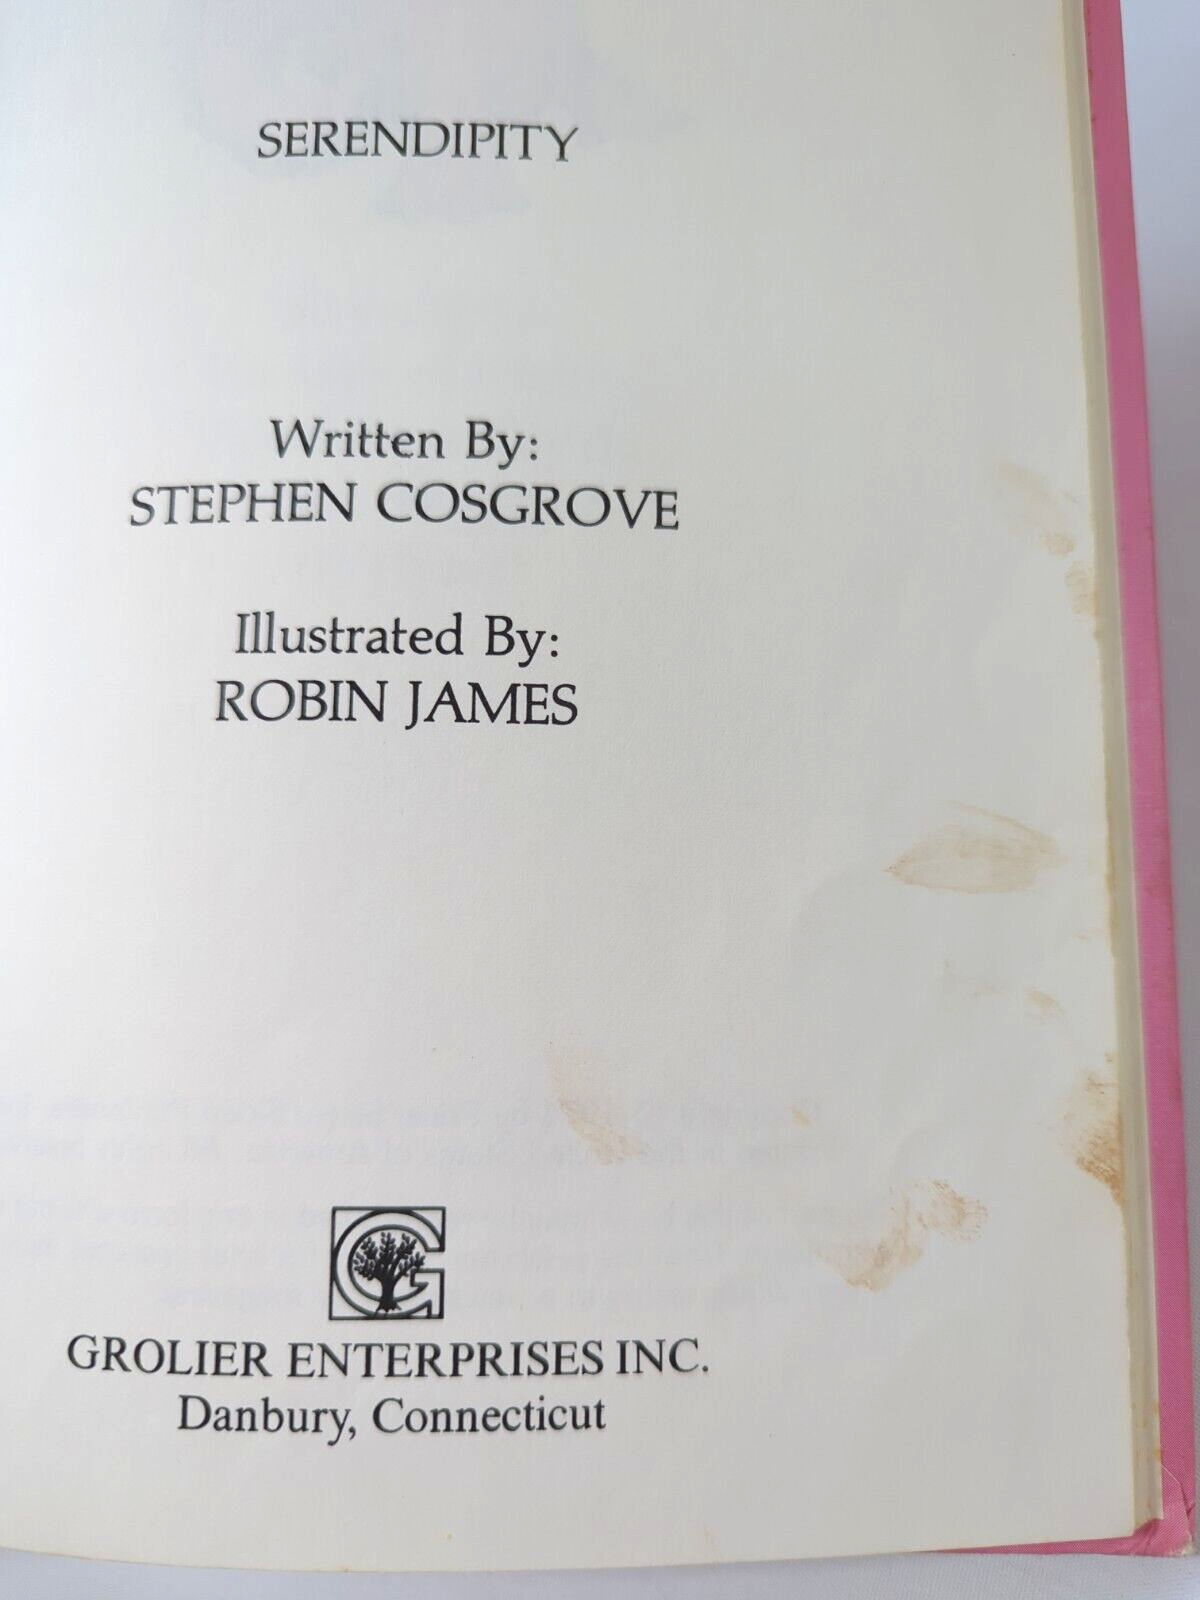 SERENDIPITY
Written By:
STEPHEN COSGROVE
Illustrated By:
ROBIN JAMES
G
GROLIER ENTERPRISES INC.
Danbury, Connecticut